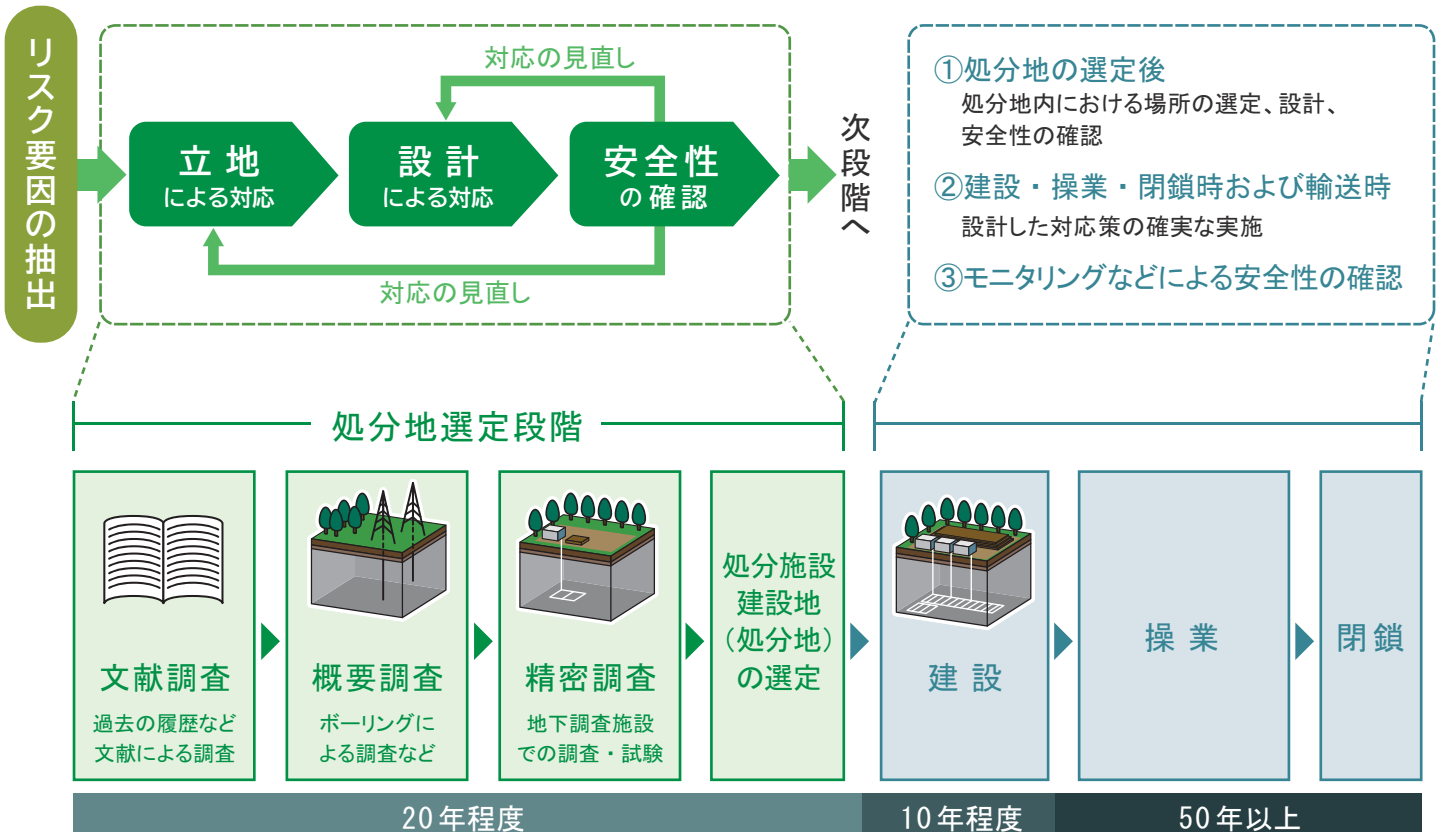 リスク要因の抽出
対応の見直し
立地
による対応
設計
による対応
安全性
の確認
対応の見直し
次段階へ
①処分地の選定後
処分地内における場所の選定、設計、
安全性の確認
②建設・操業・閉鎖時および輸送時
設計した対応策の確実な実施
③モニタリングなどによる安全性の確認
処分地選定段階
文献調査
過去の履歴など
文献による調査
概要調査
ボーリングに
よる調査など
精密調査
地下調査施設
での調査・試験
処分施設
建設地
(処分地)
の選定
建設
操業
閉鎖
20年程度
10年程度
50年以上